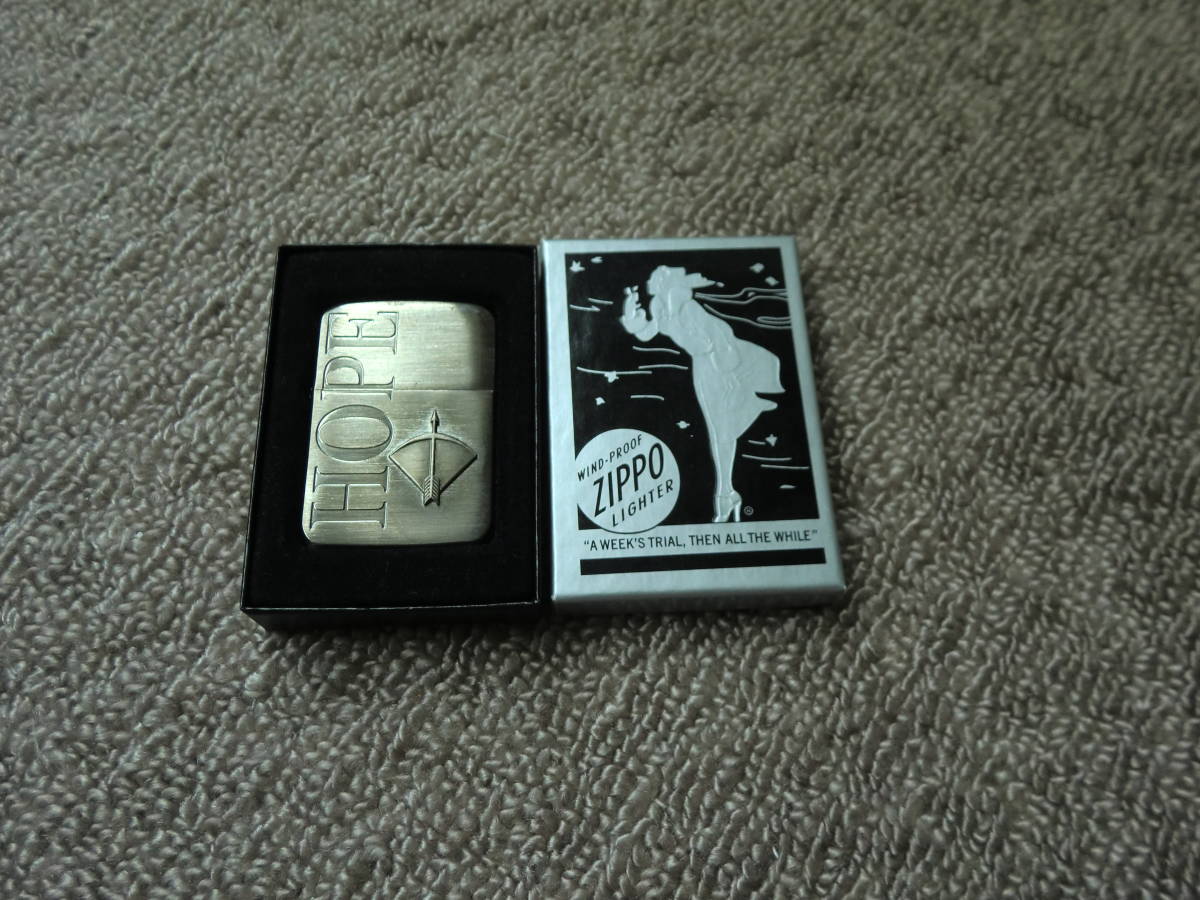 HOPE
WIND-PROOF
ZIPPO
LIGHTER
®
"A WEEK'S TRIAL, THEN ALL THE WHILE"